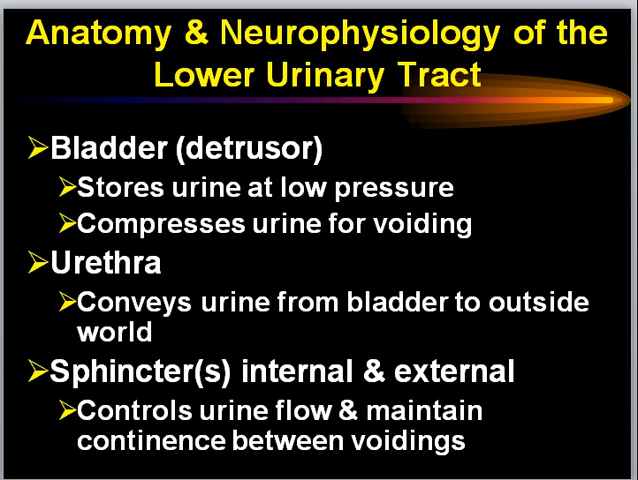 Anatomy & Neurophysiology of the
Lower Urinary Tract
Bladder (detrusor)
Stores urine at low pressure
Compresses urine for voiding
Urethra
Conveys urine from bladder to outside
world
Sphincter(s) internal & external
Controls urine flow & maintain
continence between voidings